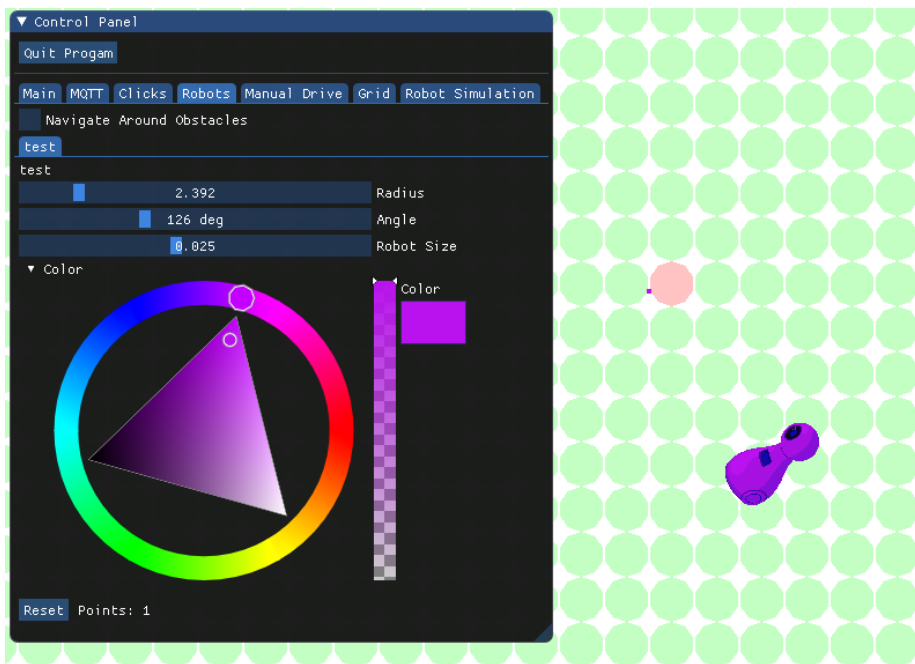 Control Panel
Quit Progam
Main MQTT Clicks Robots Manual Drive Grid Robot Simulation
Navigate Around Obstacles
test
test
2.392 Radius
126 deg Angle
0.025 Robot Size
Color
Color
Reset Points: 1